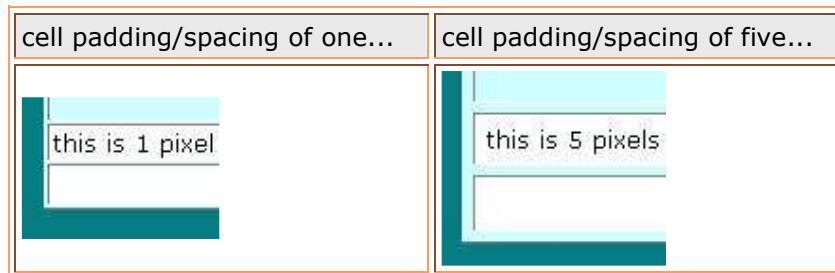 cell padding/spacing of one...
cell padding/spacing of five...
this is 1 pixel
this is 5 pixels